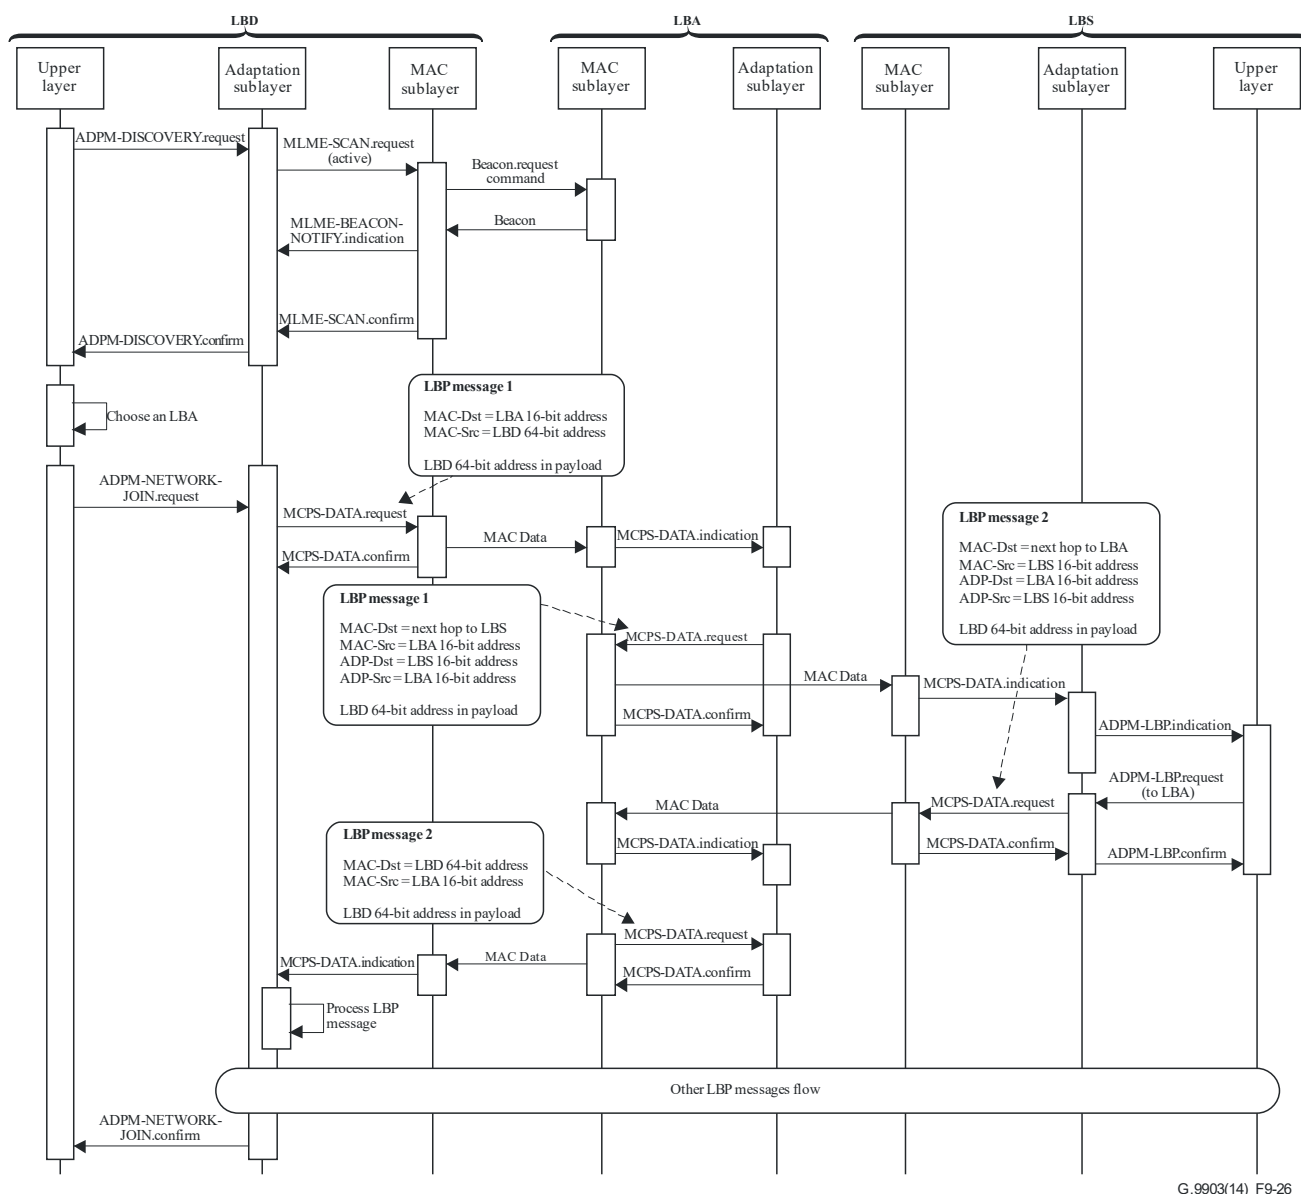 LBD
LBA
LBS
Upper
layer
Adaptation
sublayer
MAC
sublayer
MAC
sublayer
Adaptation
sublayer
MAC
sublayer
Adaptation
sublayer
Upper
layer
ADPM-DISCOVERY.request
MLME-SCAN.request
(active)
Beacon.request
command
Beacon
MLME-BEACON-
NOTIFY.indication
MLME-SCAN.confirm
ADPM-DISCOVERY.confirm
LBP message 1
MAC-Dst = LBA 16-bit address
MAC-Src = LBD 64-bit address
LBD 64-bit address in payload
Choose an LBA
ADPM-NETWORK-
JOIN.request
MCPS-DATA.request
MAC Data
MCPS-DATA.indication
MCPS-DATA.confirm
LBP message 2
MAC-Dst = next hop to LBA
MAC-Src = LBS 16-bit address
ADP-Dst = LBA 16-bit address
ADP-Src = LBS 16-bit address
LBD 64-bit address in payload
LBP message 1
MAC-Dst = next hop to LBS
MAC-Src = LBA 16-bit address
ADP-Dst = LBS 16-bit address
ADP-Src = LBA 16-bit address
LBD 64-bit address in payload
MCPS-DATA.request
MAC Data
MCPS-DATA.indication
MCPS-DATA.confirm
ADPM-LBP.indication
ADPM-LBP.request
(to LBA)
MCPS-DATA.request
MAC Data
MCPS-DATA.indication
MCPS-DATA.confirm
ADPM-LBP.confirm
LBP message 2
MAC-Dst = LBD 64-bit address
MAC-Src = LBA 16-bit address
LBD 64-bit address in payload
MCPS-DATA.request
MAC Data
MCPS-DATA.indication
MCPS-DATA.confirm
Process LBP
message
Other LBP messages flow
ADPM-NETWORK-
JOIN.confirm
G.9903(14)_F9-26